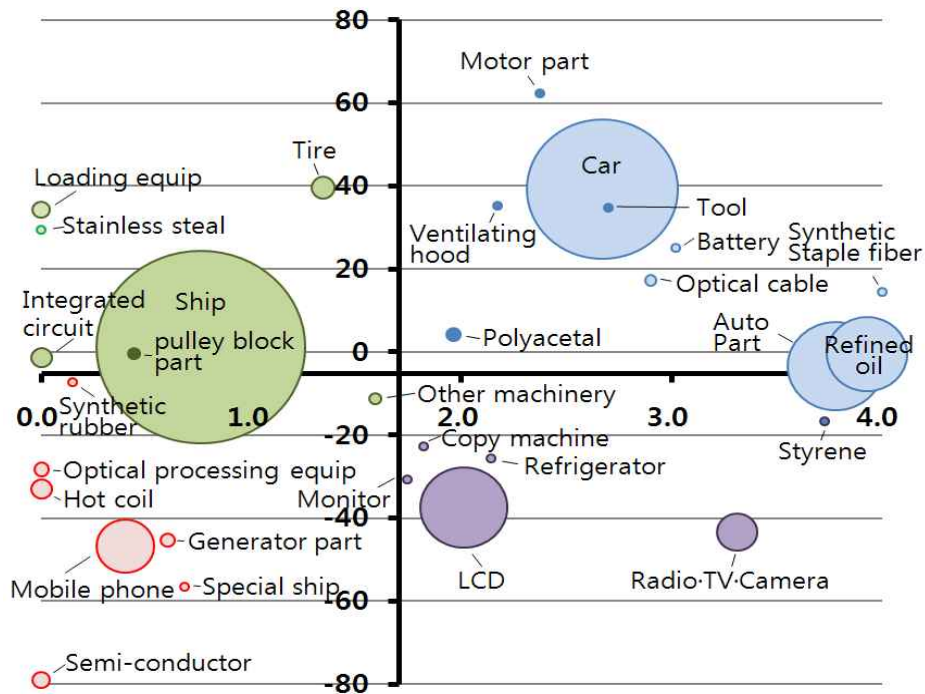 80
Motor part
60
Tire
Car
Loading equip
40
Stainless steal
Tool
Ventilating
hood
Battery
Synthetic
Staple fiber
20
Optical cable
Integrated
circuit
Ship
Auto
Part
pulley block
part
0
Polyacetal
Refined
oil
0.0
Synthetic
rubber
1.0
Other machinery
2.0
3.0
4.0
-20
Copy machine
Styrene
Optical processing equip
Refrigerator
Hot coil
Monitor
-40
Generator part
Mobile phone
Special ship
LCD
Radio·TV·Camera
-60
Semi-conductor
-80